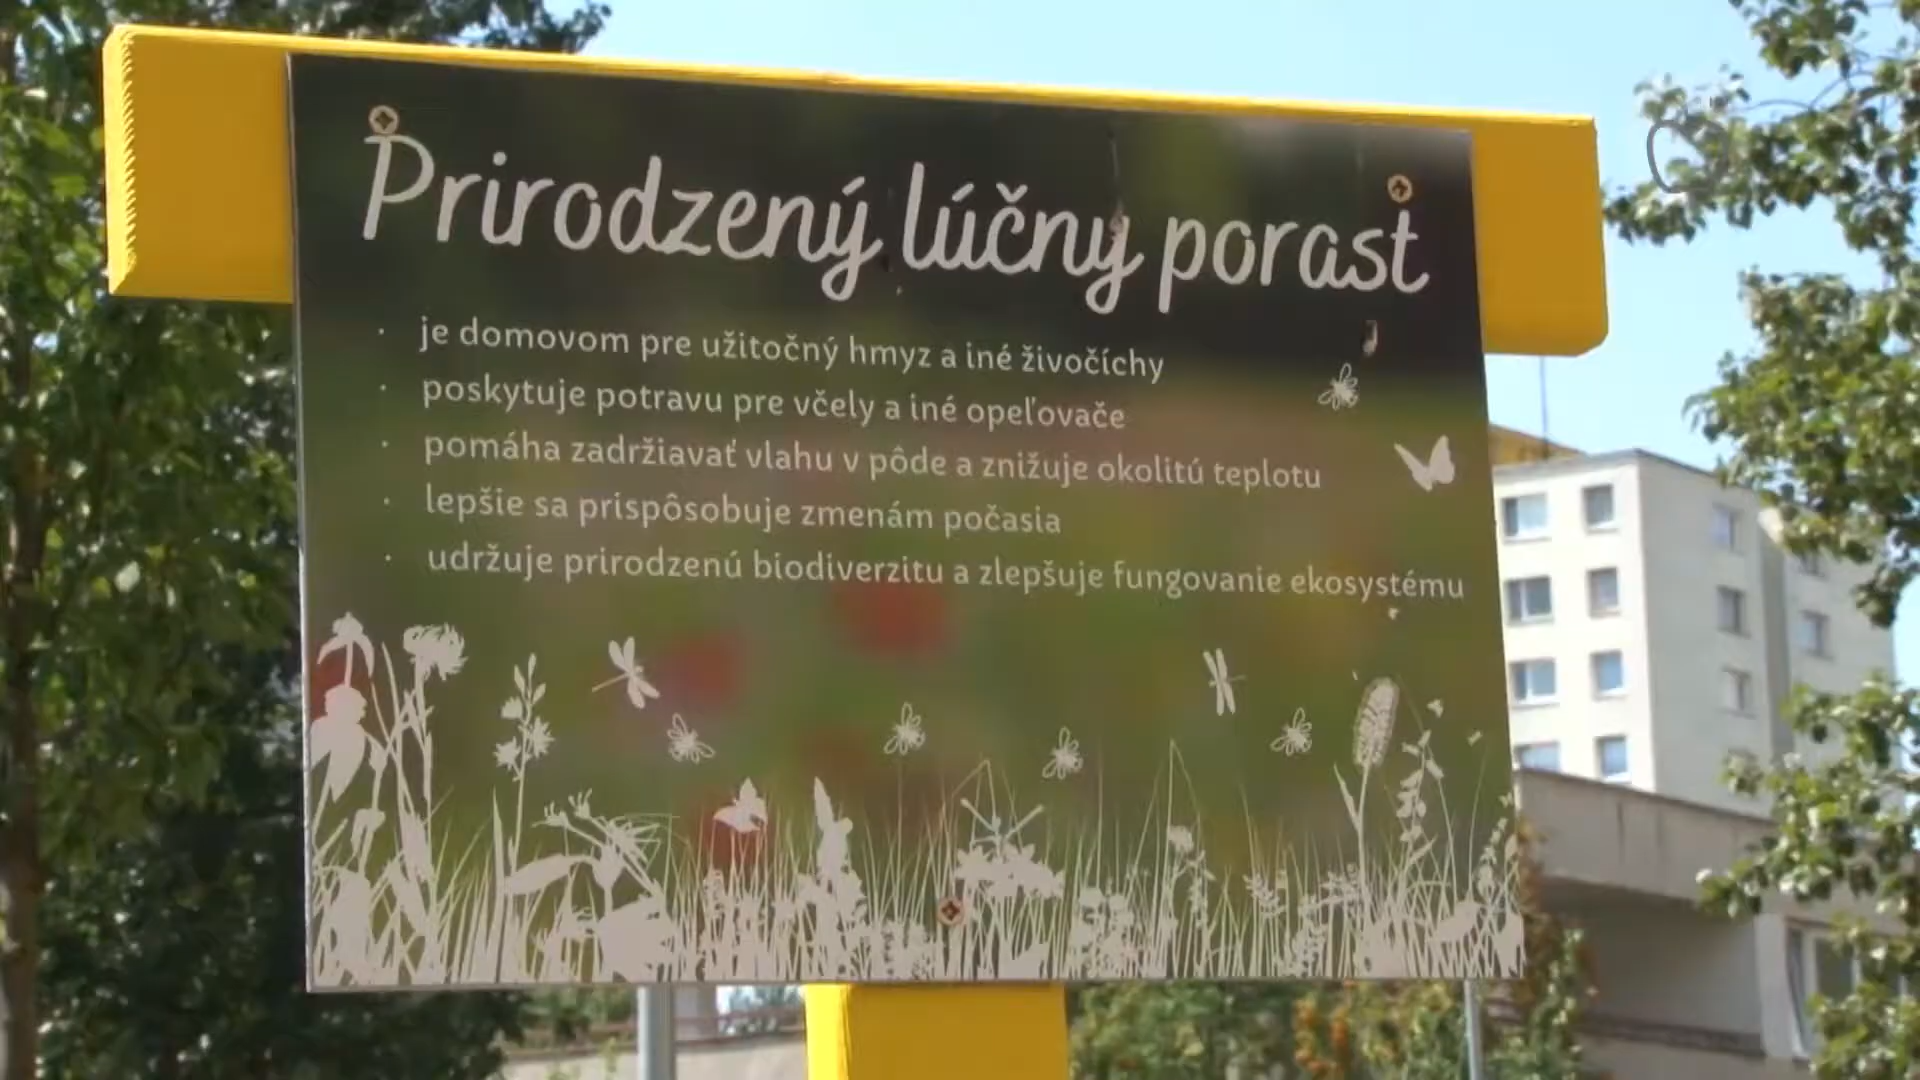 Prirodzený lúčny porast
· je domovom pre užitočný hmyz a iné živočíchy
· poskytuje potravu pre včely a iné opeľovače
· pomáha zadržiavať vlahu v pôde a znižuje okolitú teplotu
· lepšie sa prispôsobuje zmenám počasia
· udržuje prirodzenú biodiverzitu a zlepšuje fungovanie ekosystému